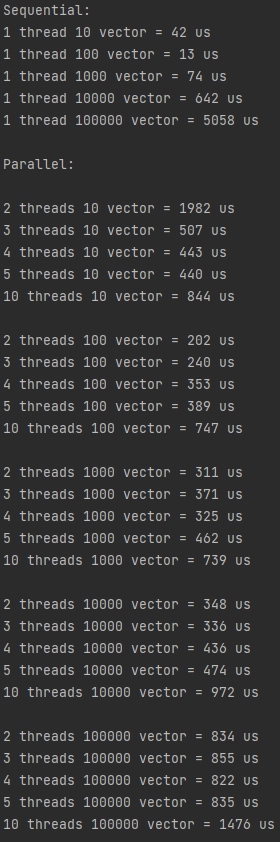 Sequential:
1 thread 10 vector = 42 us
1 thread 100 vector = 13 us
1 thread 1000 vector = 74 us
1 thread 10000 vector = 642 us
1 thread 100000 vector = 5058 us
Parallel:
2 threads 10 vector = 1982 us
3 threads 10 vector = 507 us
4 threads 10 vector = 443 us
5 threads 10 vector = 440 us
10 threads 10 vector = 844 us
2 threads 100 vector = 202 us
3 threads 100 vector = 240 us
4 threads 100 vector = 353 us
5 threads 100 vector = 389 us
10 threads 100 vector = 747 us
2 threads 1000 vector = 311 us
3 threads 1000 vector = 371 us
4 threads 1000 vector = 325 us
5 threads 1000 vector = 462 us
10 threads 1000 vector = 739 us
2 threads 10000 vector = 348 us
3 threads 10000 vector = 336 us
4 threads 10000 vector = 436 us
5 threads 10000 vector = 474 us
10 threads 10000 vector = 972 us
2 threads 100000 vector = 834 us
3 threads 100000 vector = 855 us
4 threads 100000 vector = 822 us
5 threads 100000 vector = 835 us
10 threads 100000 vector = 1476 us